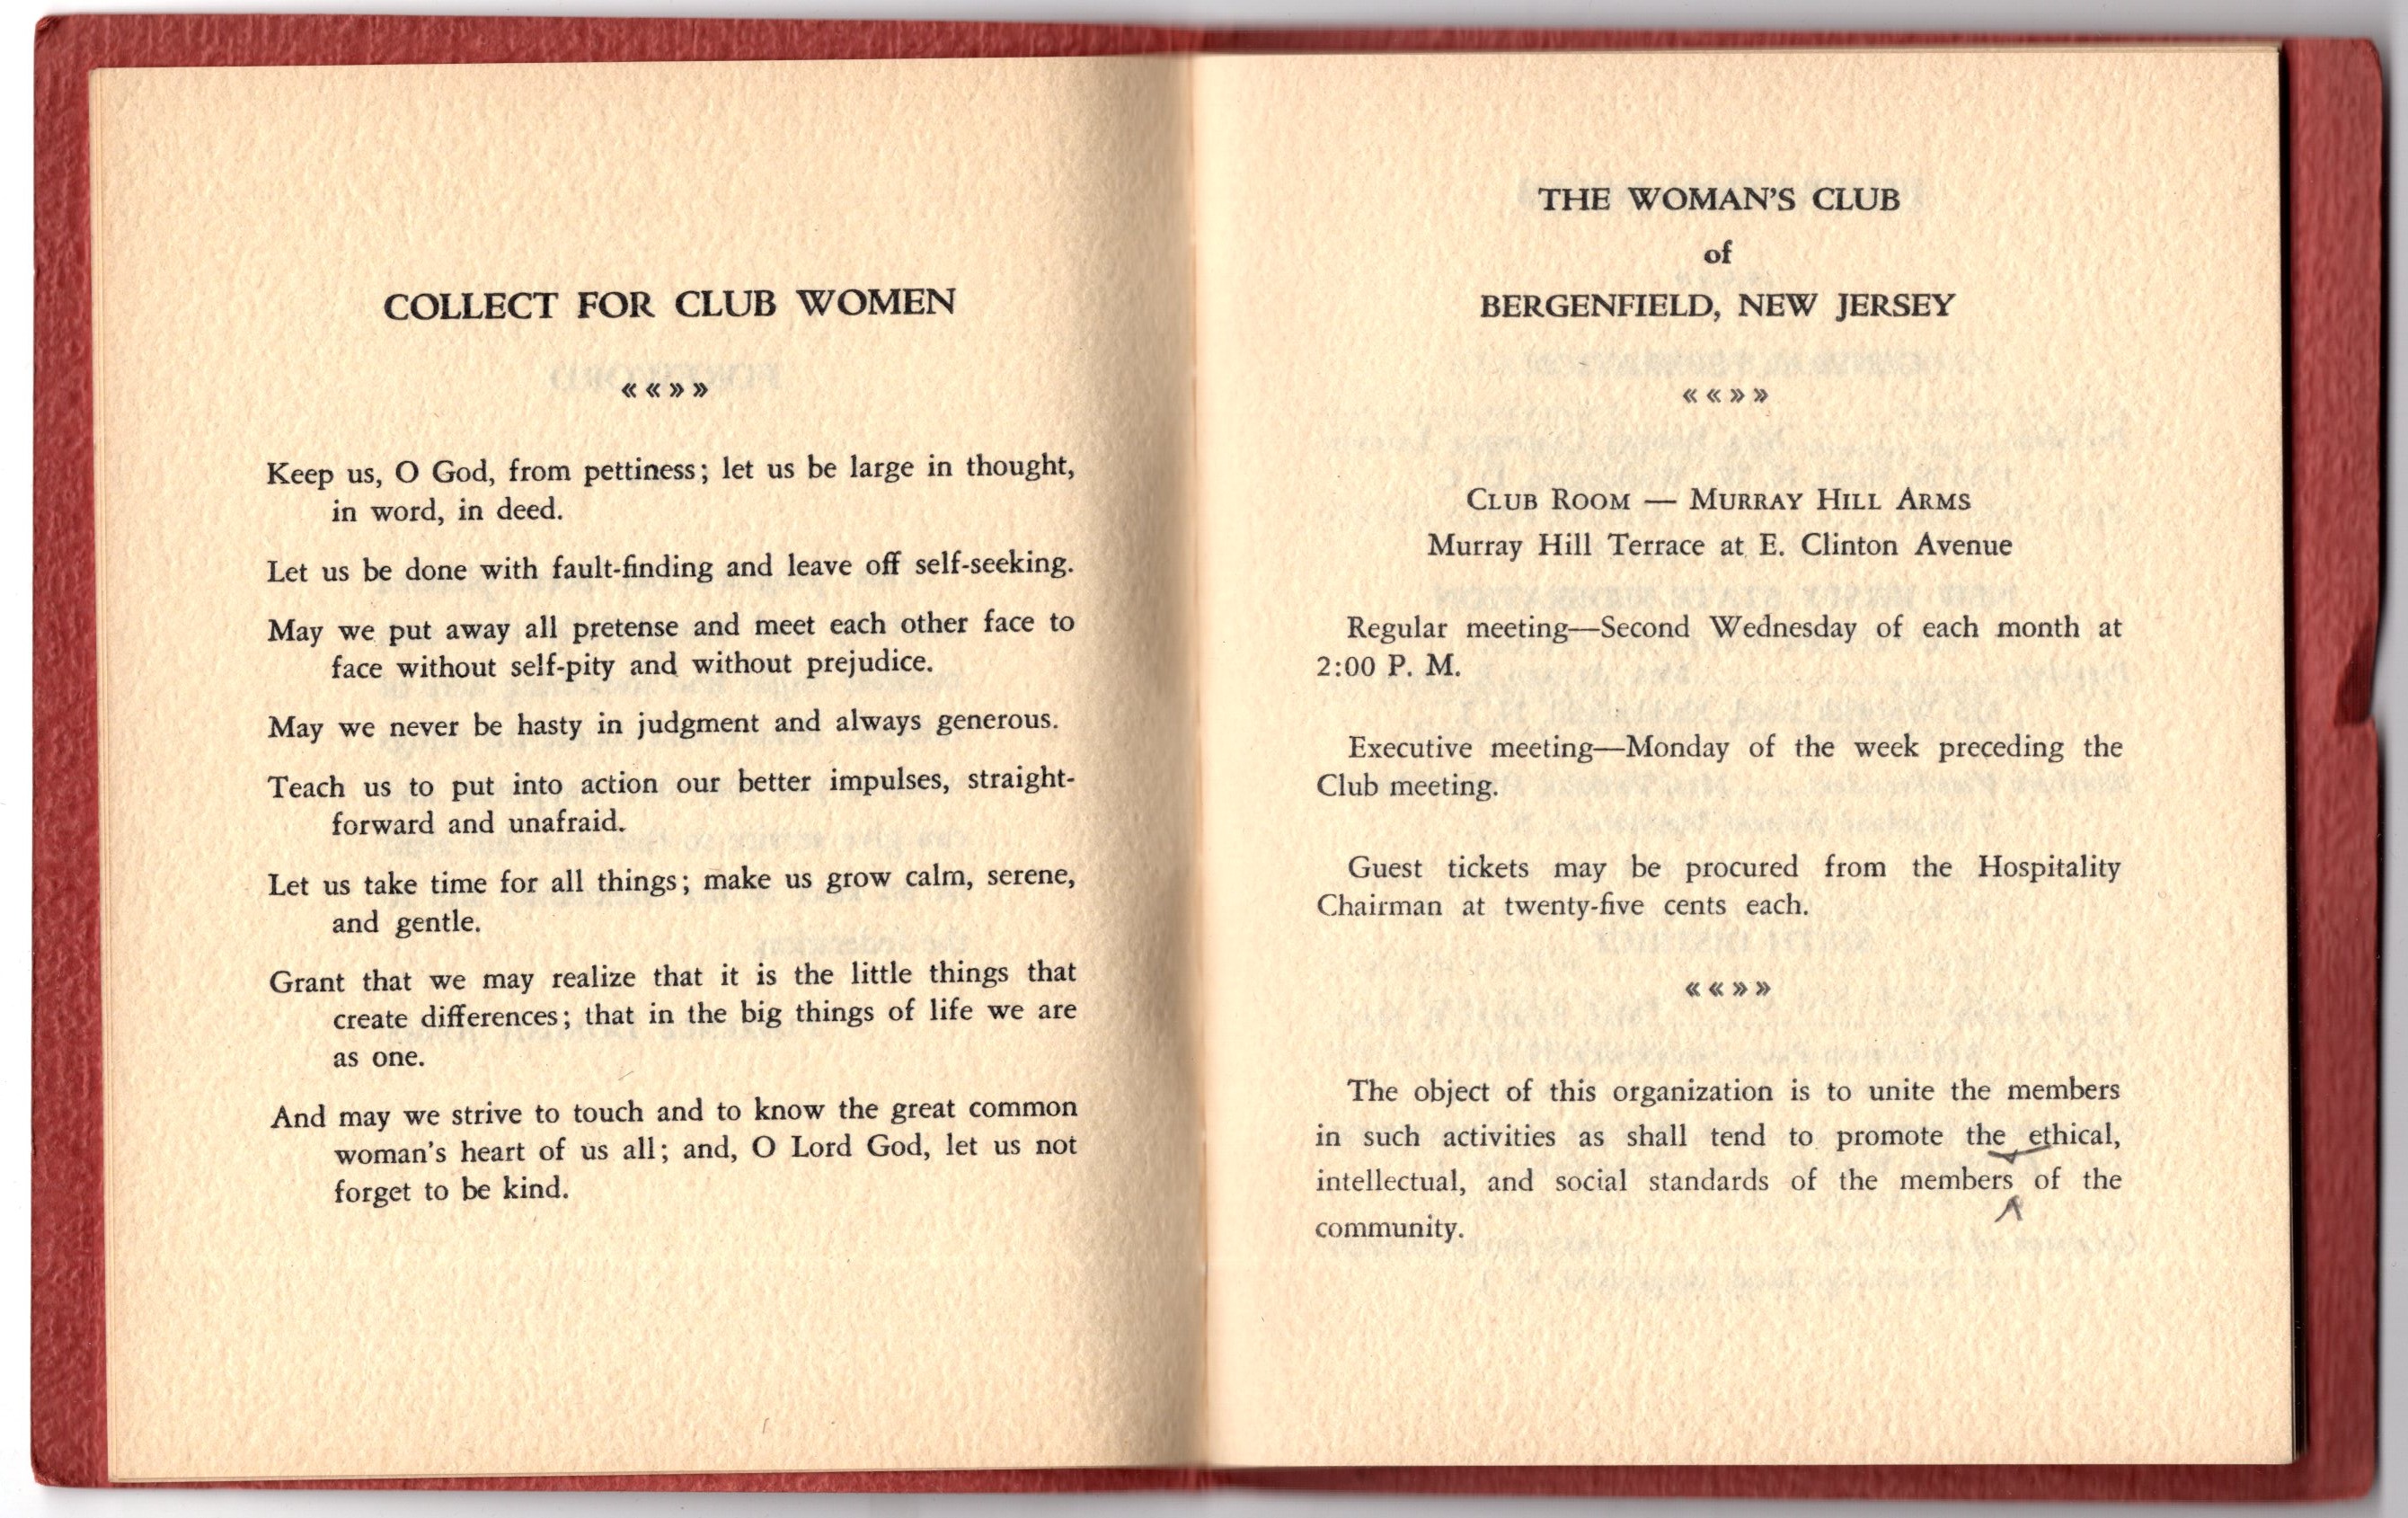 COLLECT FOR CLUB WOMEN
« « » »
Keep us, O God, from pettiness; let us be large in thought,
in word, in deed.
Let us be done with fault-finding and leave off self-seeking.
May we put away all pretense and meet each other face to
face without self-pity and without prejudice.
May we never be hasty in judgment and always generous.
Teach us to put into action our better impulses, straight-
forward and unafraid.
Let us take time for all things; make us grow calm, serene,
and gentle.
Grant that we may realize that it is the little things that
create differences; that in the big things of life we are
as one.
And may we strive to touch and to know the great common
woman's heart of us all; and, O Lord God, let us not
forget to be kind.
THE WOMAN'S CLUB
of
BERGENFIELD, NEW JERSEY
« « » »
CLUB ROOM — MURRAY HILL ARMS
Murray Hill Terrace at E. Clinton Avenue
Regular meeting—Second Wednesday of each month at
2:00 P. M.
Executive meeting—Monday of the week preceding the
Club meeting.
Guest tickets may be procured from the Hospitality
Chairman at twenty-five cents each.
« « » »
The object of this organization is to unite the members
in such activities as shall tend to promote the ethical,
intellectual, and social standards of the members of the
community.